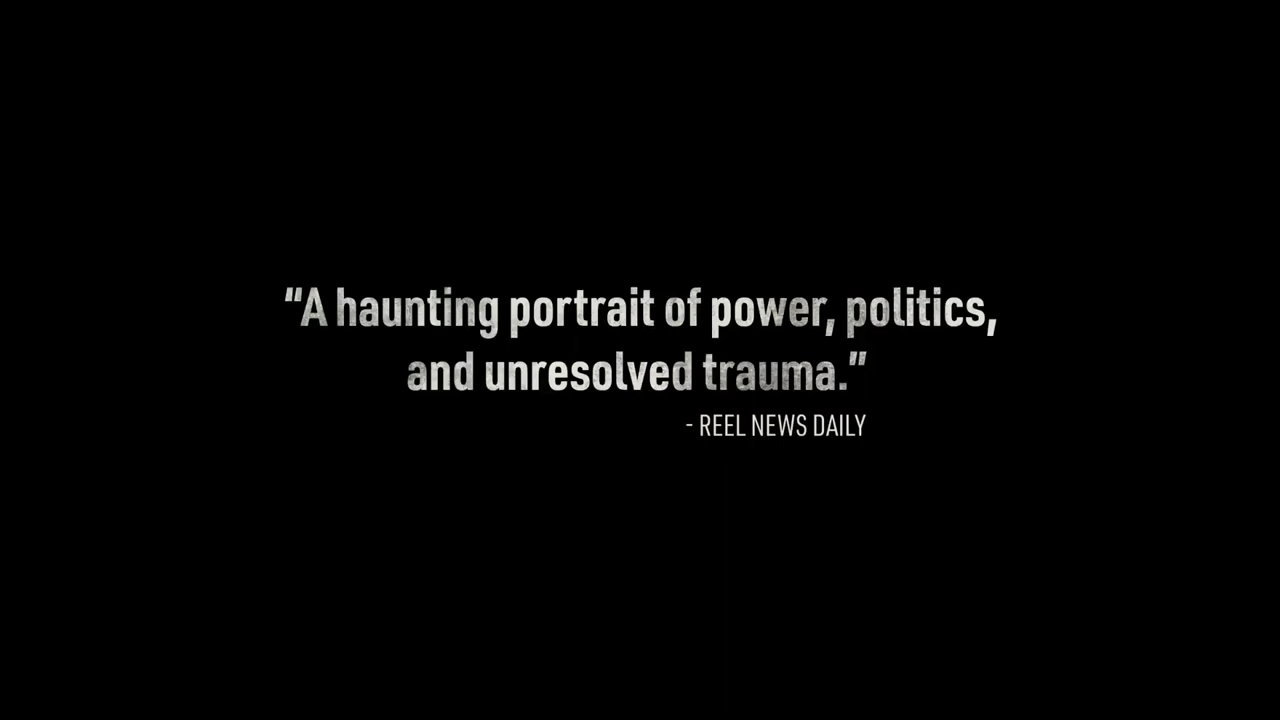 “A haunting portrait of power, politics,
and unresolved trauma.”
- REEL NEWS DAILY